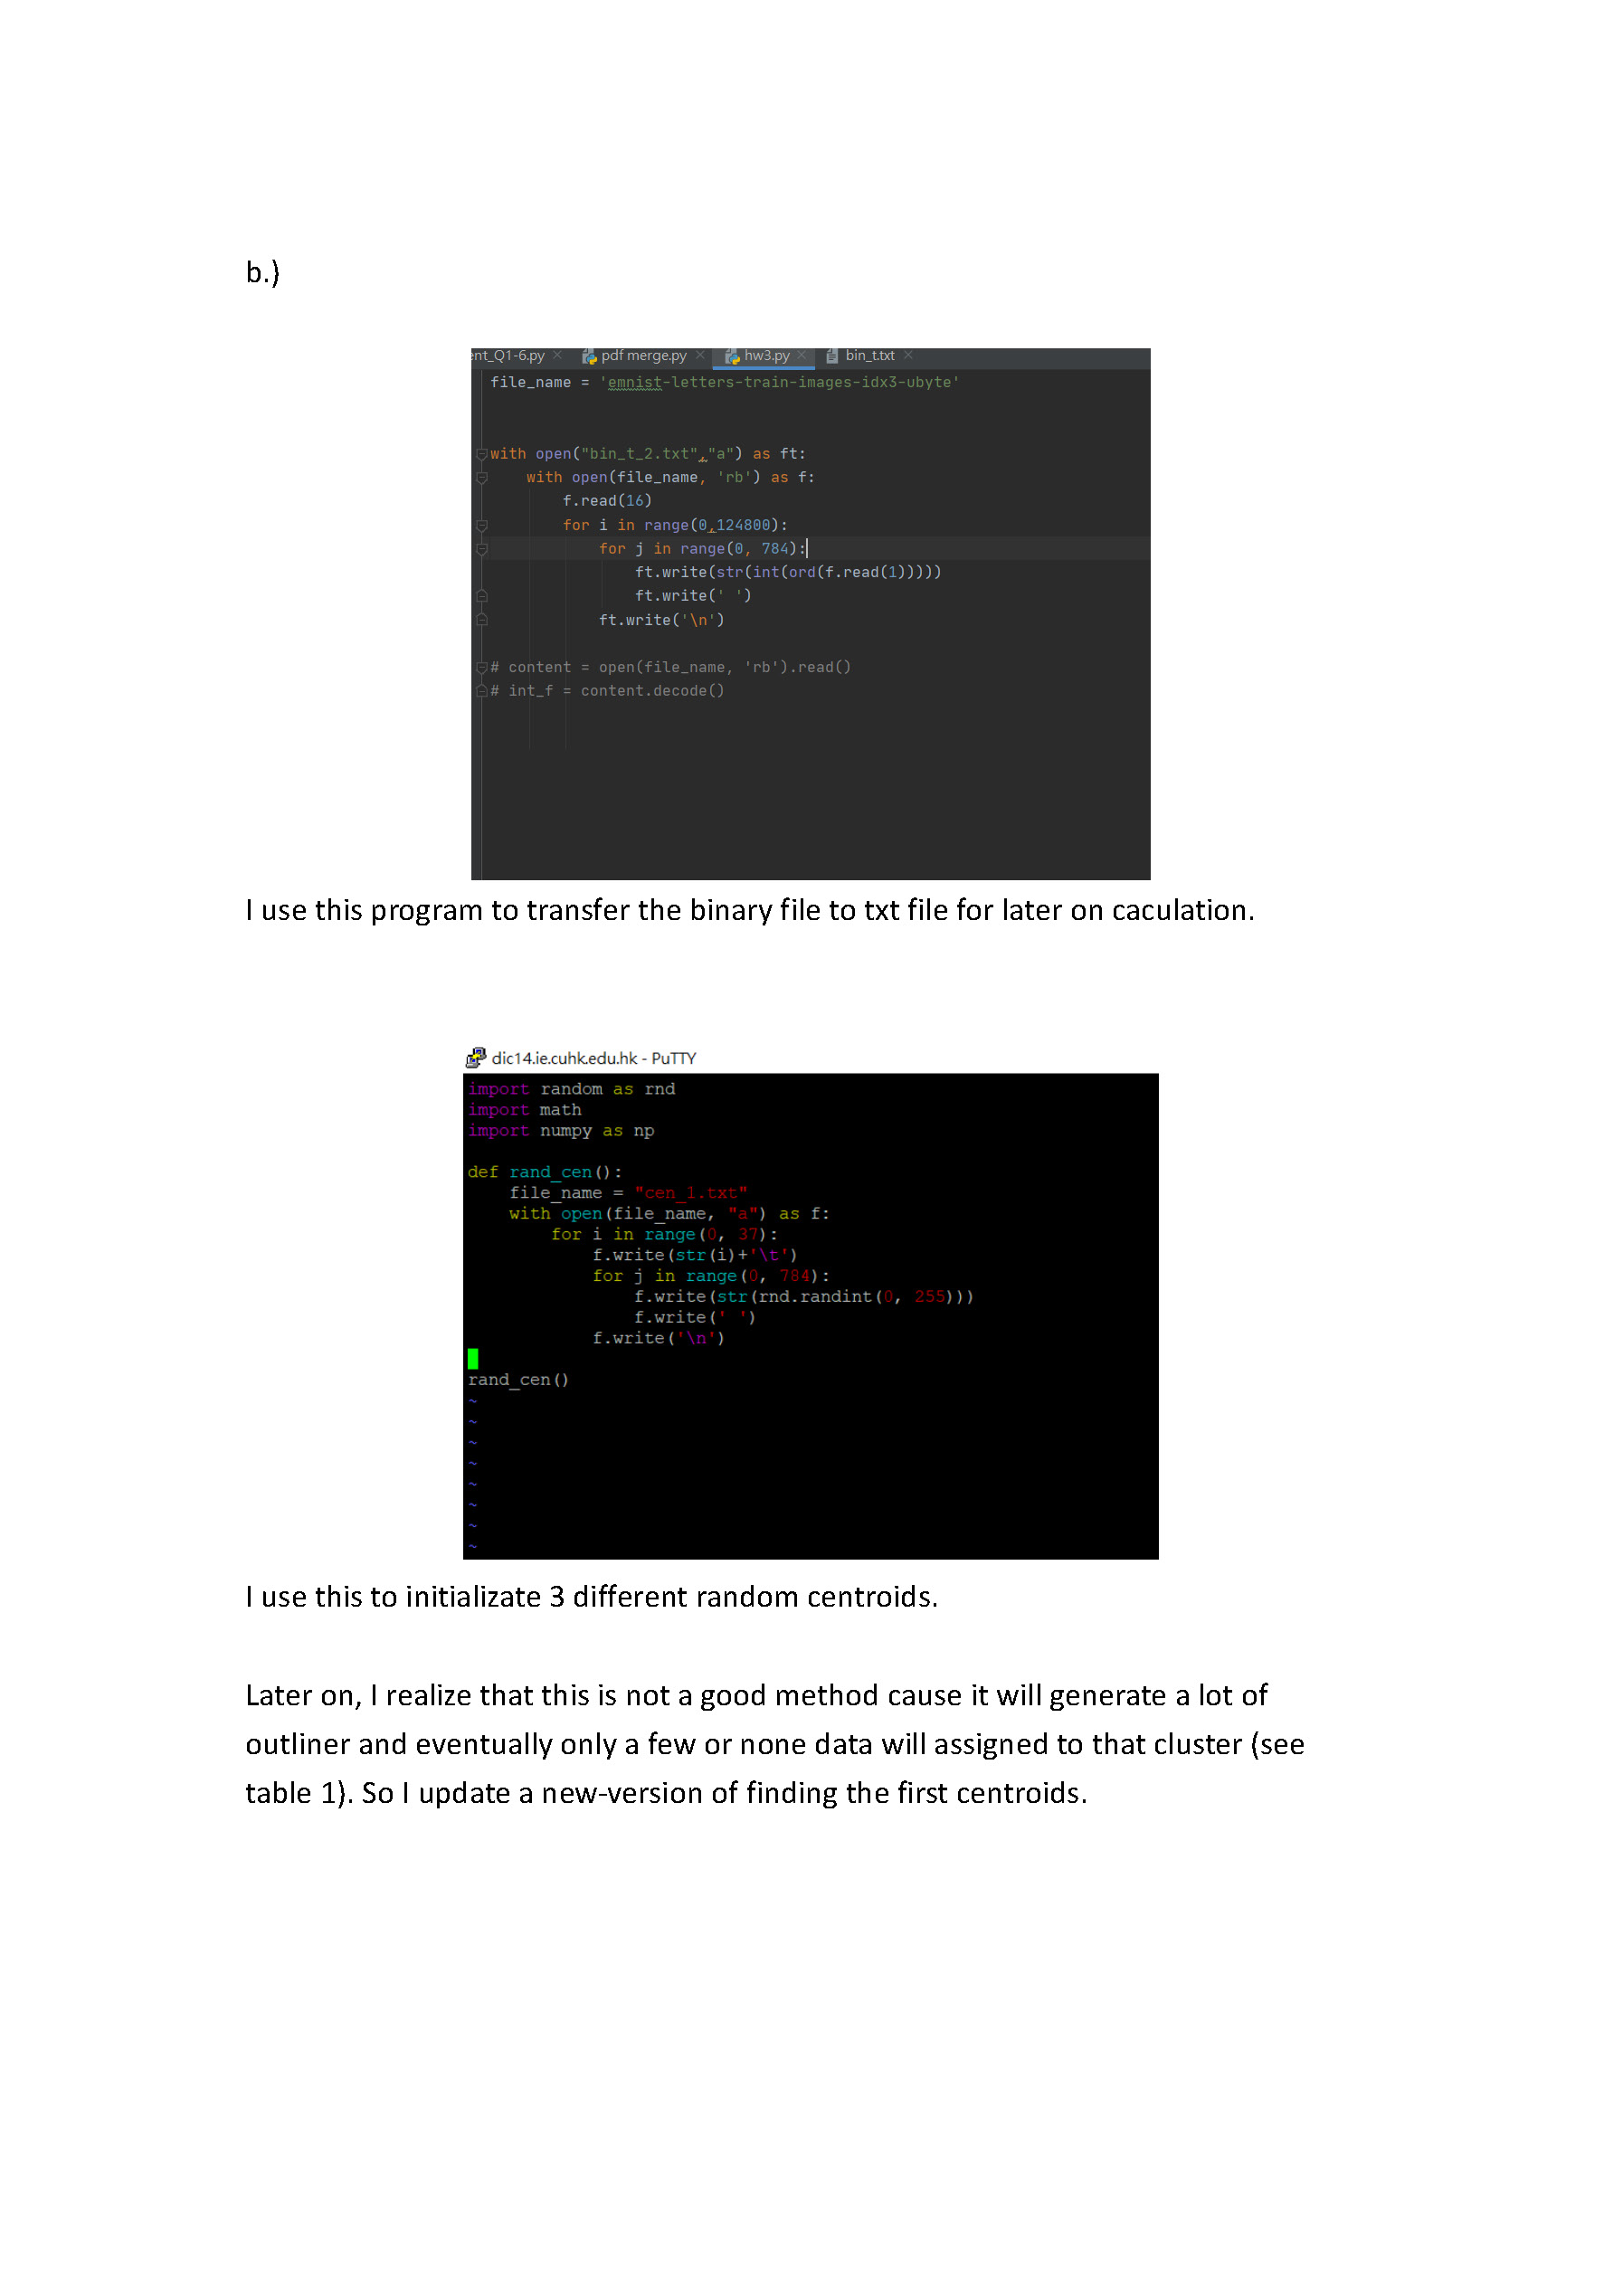 b.)
ent_Q1-6.py × pdf merge.py × hw3.py × bin_t.txt ×
file_name = 'emnist-letters-train-images-idx3-ubyte'
with open("bin_t_2.txt","a") as ft:
with open(file_name, 'rb') as f:
f.read(16)
for i in range(0,124800):
for j in range(0, 784):
ft.write(str(int(ord(f.read(1)))))
ft.write(' ')
ft.write('\n')
# content = open(file_name, 'rb').read()
# int_f = content.decode()
I use this program to transfer the binary file to txt file for later on caculation.
dic14.ie.cuhk.edu.hk - PuTTY
import random as rnd
import math
import numpy as np
def rand_cen():
file_name = "cen_1.txt"
with open(file_name, "a") as f:
for i in range(0, 37):
f.write(str(i)+'\t')
for j in range(0, 784):
f.write(str(rnd.randint(0, 255)))
f.write(' ')
f.write('\n')
rand_cen()
~
~
~
~
~
~
~
~
I use this to initializate 3 different random centroids.
Later on, I realize that this is not a good method cause it will generate a lot of
outliner and eventually only a few or none data will assigned to that cluster (see
table 1). So I update a new-version of finding the first centroids.